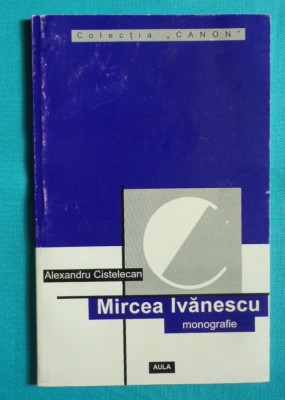 Colecția „CANON"
Alexandru Cistelecan
Mircea Ivănescu
monografie
AULA